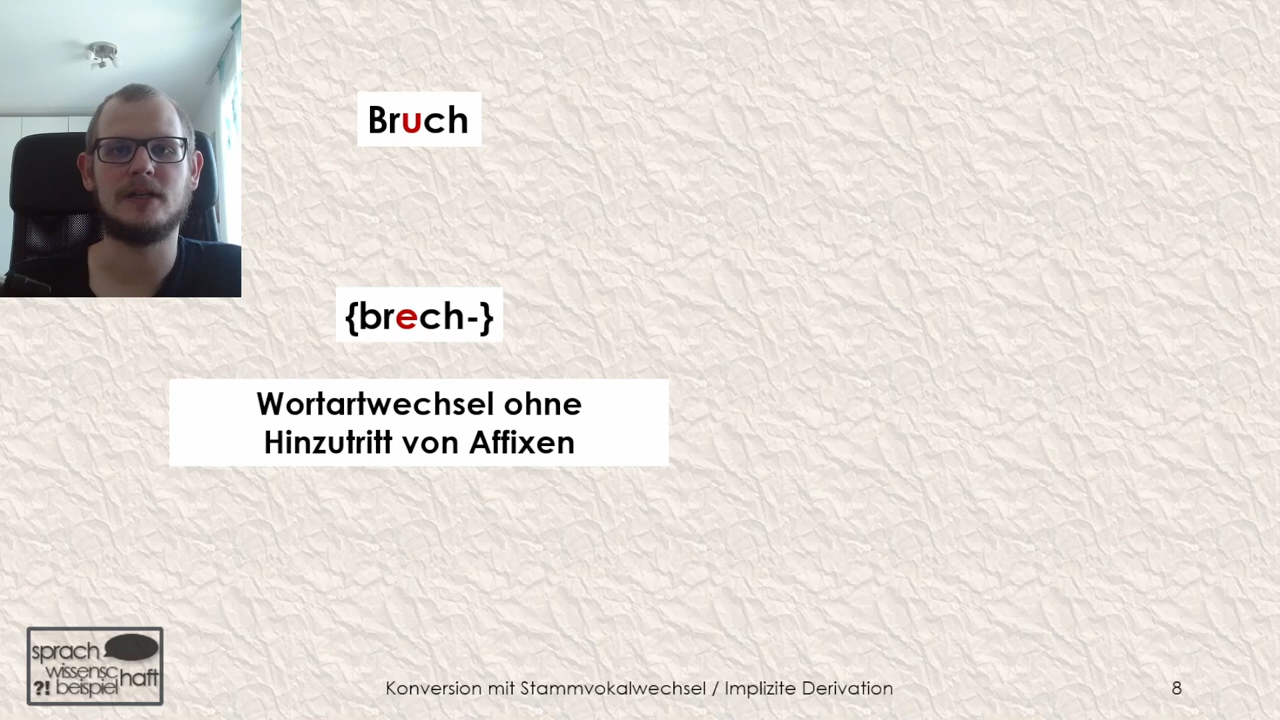 Bruch
{brech-}
Wortartwechsel ohne
Hinzutritt von Affixen
sprach
wissensc
haft
?! beispiel
Konversion mit Stammvokalwechsel / Implizite Derivation
8